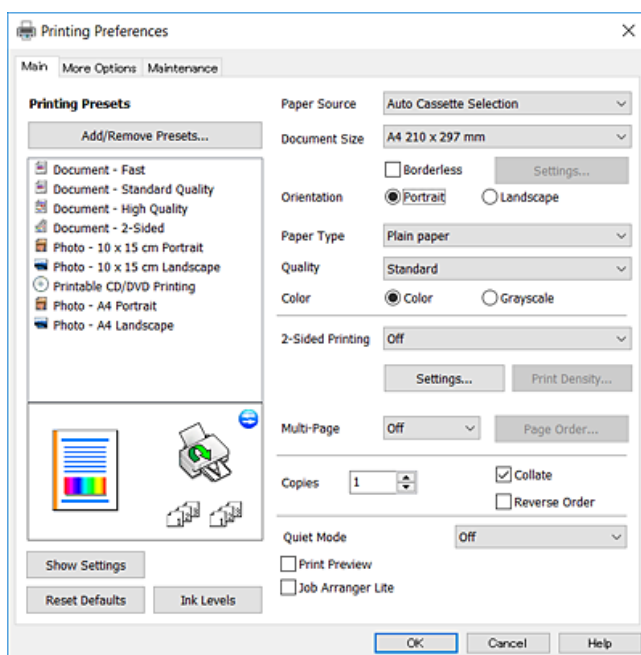 Printing Preferences
Main More Options Maintenance
Printing Presets
Add/Remove Presets...
Document - Fast
Document - Standard Quality
Document - High Quality
Document - 2-Sided
Photo - 10 x 15 cm Portrait
Photo - 10 x 15 cm Landscape
Printable CD/DVD Printing
Photo - A4 Portrait
Photo - A4 Landscape
Show Settings
Reset Defaults Ink Levels
Paper Source Auto Cassette Selection
Document Size A4 210 x 297 mm
Borderless Settings...
Orientation Portrait Landscape
Paper Type Plain paper
Quality Standard
Color Color Grayscale
2-Sided Printing Off
Settings... Print Density...
Multi-Page Off Page Order...
Copies 1 Collate
Reverse Order
Quiet Mode Off
Print Preview
Job Arranger Lite
OK Cancel Help